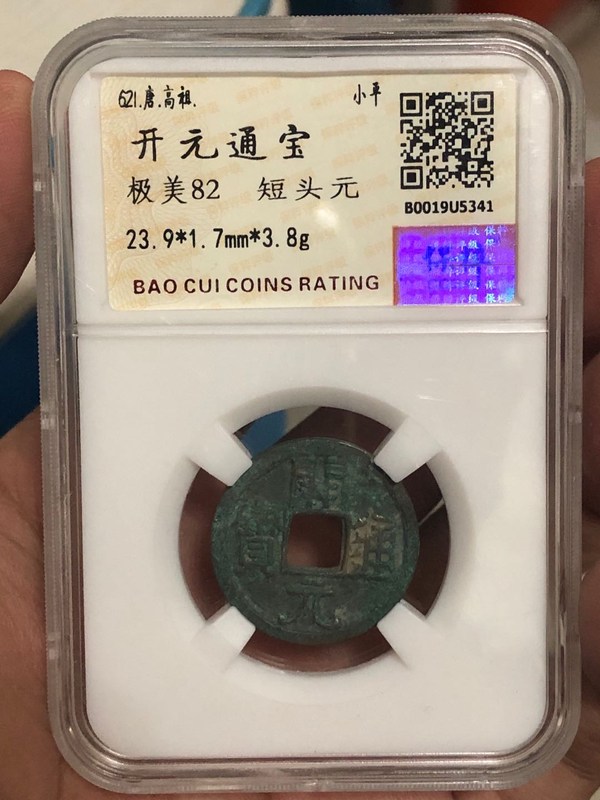 621.唐.高祖. 小平
开元通宝
极美82 短头元
B0019U5341
23.9*1.7mm*3.8g
BAO CUI COINS RATING
開
寶 通
元